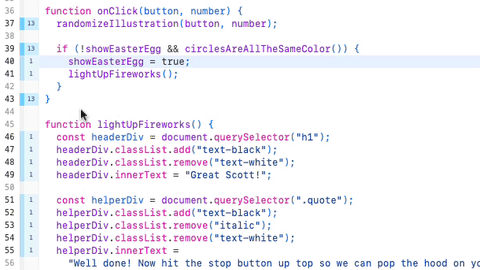 36 function onClick(button, number) {
37 13 randomizeIllustration(button, number);
38
39 13 if (!showEasterEgg && circlesAreAllTheSameColor()) {
40 1 showEasterEgg = true;
41 1 lightUpFireworks();
42 }
43 13 }
44
45 function lightUpFireworks() {
46 1 const headerDiv = document.querySelector("h1");
47 1 headerDiv.classList.add("text-black");
48 1 headerDiv.classList.remove("text-white");
49 1 headerDiv.innerText = "Great Scott!";
50
51 1 const helperDiv = document.querySelector(".quote");
52 1 helperDiv.classList.add("text-black");
53 1 helperDiv.classList.remove("italic");
54 1 helperDiv.classList.remove("text-white");
55 1 helperDiv.innerText =
56 "Well done! Now hit the stop button up top so we can pop the hood on yo